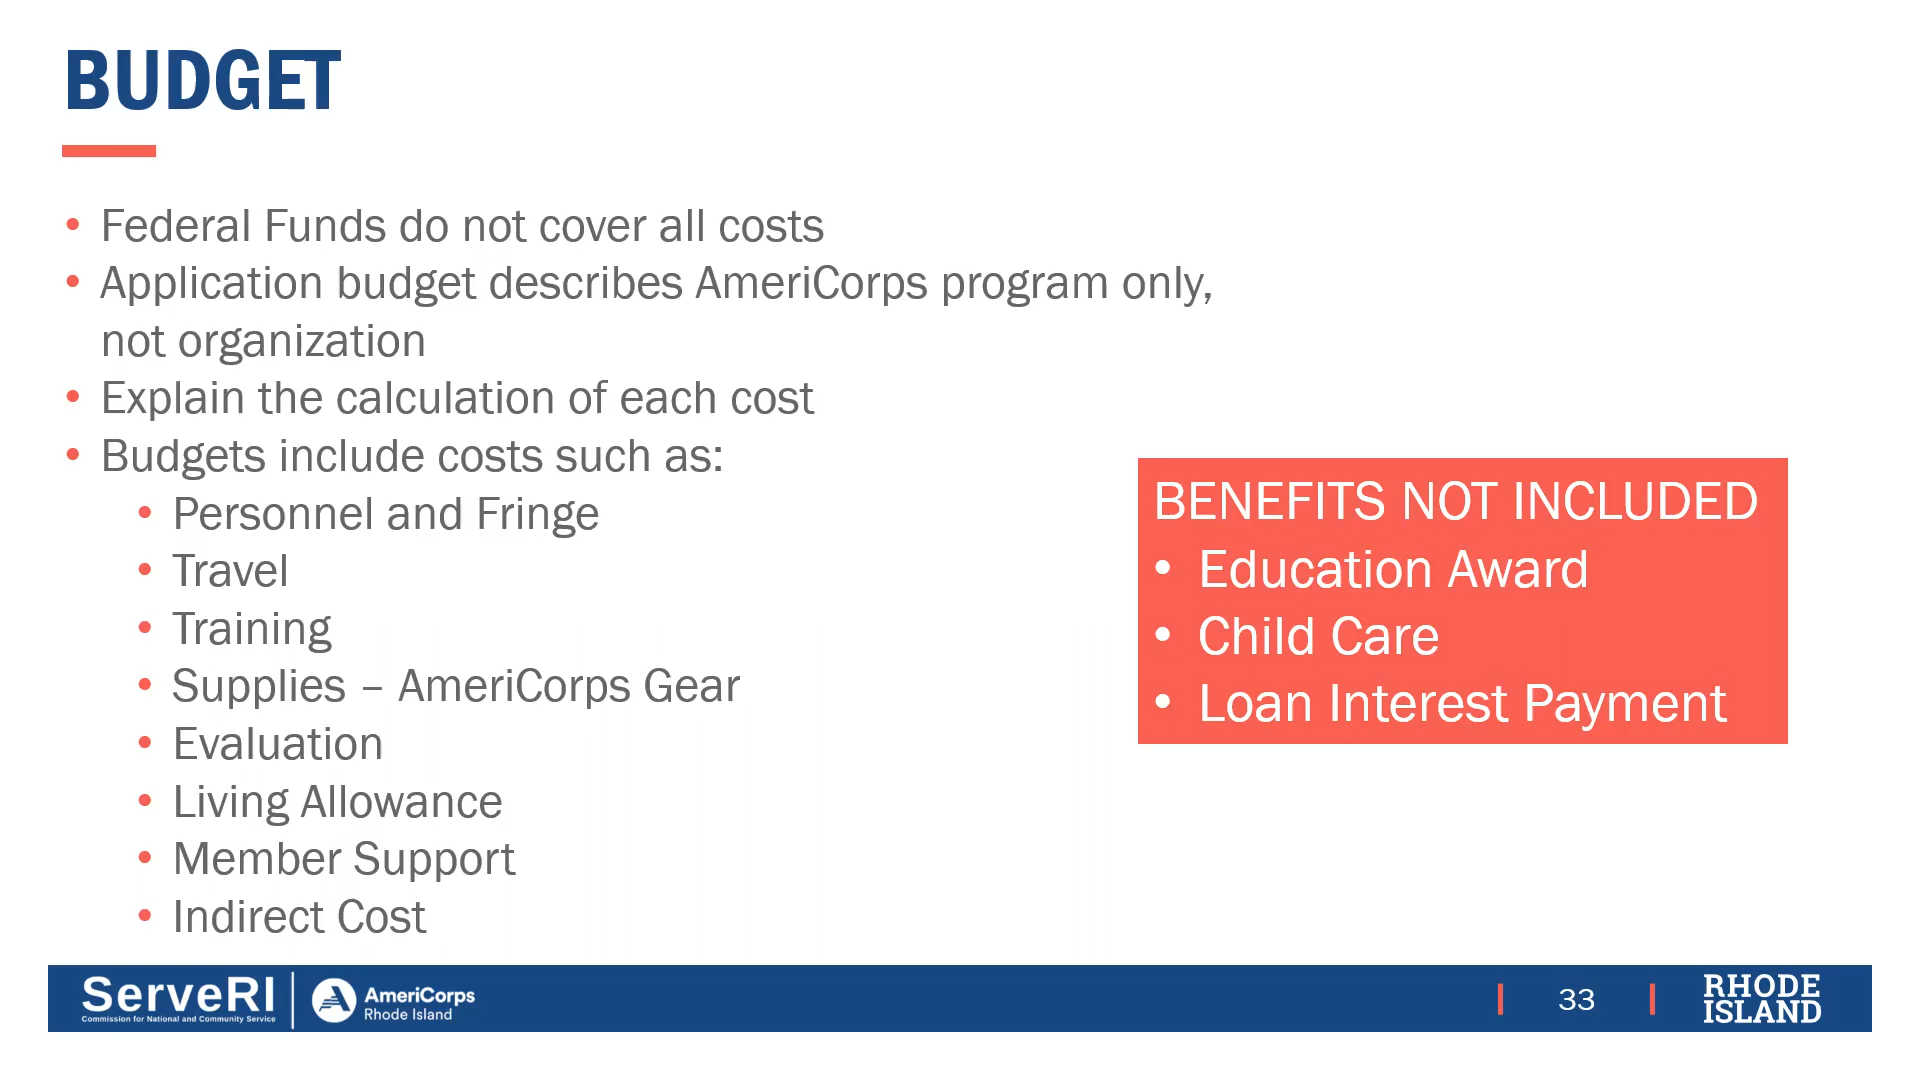 BUDGET
• Federal Funds do not cover all costs
• Application budget describes AmeriCorps program only,
not organization
• Explain the calculation of each cost
• Budgets include costs such as:
• Personnel and Fringe
• Travel
• Training
• Supplies – AmeriCorps Gear
• Evaluation
• Living Allowance
• Member Support
• Indirect Cost
BENEFITS NOT INCLUDED
• Education Award
• Child Care
• Loan Interest Payment
ServeRI
Commission for National and Community Service
AmeriCorps
Rhode Island
33
RHODE
ISLAND